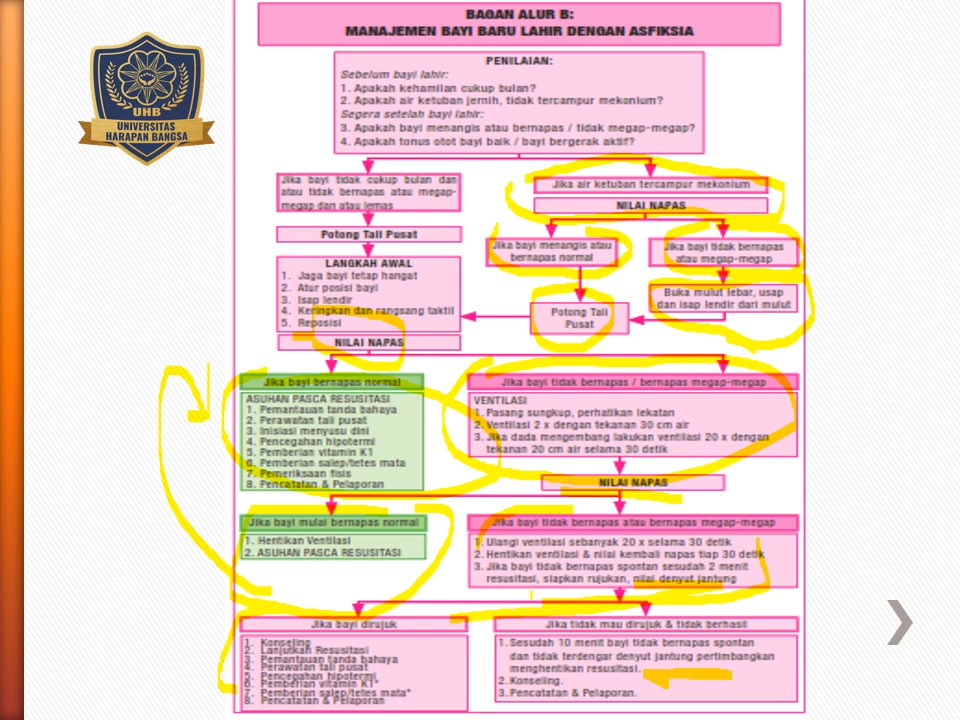 BAGAN ALUR B:
MANAJEMEN BAYI BARU LAHIR DENGAN ASFIKSIA
UHB
UNIVERSITAS
HARAPAN BANGSA
PENILAIAN:
Sebelum bayi lahir:
1. Apakah kehamilan cukup bulan?
2. Apakah air ketuban jernih, tidak tercampur mekonium?
Segera setelah bayi lahir:
3. Apakah bayi menangis atau bernapas / tidak megap-megap?
4. Apakah tonus otot bayi baik / bayi bergerak aktif?
Jika bayi tidak cukup bulan dan
atau tidak bernapas atau megap-
megap dan atau lemas
Potong Tali Pusat
LANGKAH AWAL
1. Jaga bayi tetap hangat
2. Atur posisi bayi
3. Isap lendir
4. Keringkan dan rangsang taktil
5. Reposisi
NILAI NAPAS
Jika air ketuban tercampur mekonium
NILAI NAPAS
Jika bayi menangis atau
bernapas normal
Jika bayi tidak bernapas
atau megap-megap
Buka mulut lebar, usap
dan isap lendir dari mulut
Potong Tali
Pusat
Jika bayi bernapas normal
ASUHAN PASCA RESUSITASI
1. Pemantauan tanda bahaya
2. Perawatan tali pusat
3. Inisiasi menyusu dini
4. Pencegahan hipotermi
5. Pemberian vitamin K1
6. Pemberian salep/tetes mata
7. Pemeriksaan fisis
8. Pencatatan & Pelaporan
Jika bayi tidak bernapas / bernapas megap-megap
VENTILASI
1. Pasang sungkup, perhatikan lekatan
2. Ventilasi 2 x dengan tekanan 30 cm air
3. Jika dada mengembang lakukan ventilasi 20 x dengan
tekanan 20 cm air selama 30 detik
NILAI NAPAS
Jika bayi mulai bernapas normal
1. Hentikan Ventilasi
2. ASUHAN PASCA RESUSITASI
Jika bayi tidak bernapas atau bernapas megap-megap
1. Ulangi ventilasi sebanyak 20 x selama 30 detik
2. Hentikan ventilasi & nilai kembali napas tiap 30 detik
3. Jika bayi tidak bernapas spontan sesudah 2 menit
resusitasi, siapkan rujukan, nilai denyut jantung
Jika bayi dirujuk
1. Konseling
2. Lanjutkan Resusitasi
3. Pemantauan tanda bahaya
4. Perawatan tali pusat
5. Pencegahan hipotermi
6. Pemberian vitamin K1*
7. Pemberian salep/tetes mata*
8. Pencatatan & Pelaporan
Jika tidak mau dirujuk & tidak berhasil
1. Sesudah 10 menit bayi tidak bernapas spontan
dan tidak terdengar denyut jantung pertimbangkan
menghentikan resusitasi.
2. Konseling.
3. Pencatatan & Pelaporan.